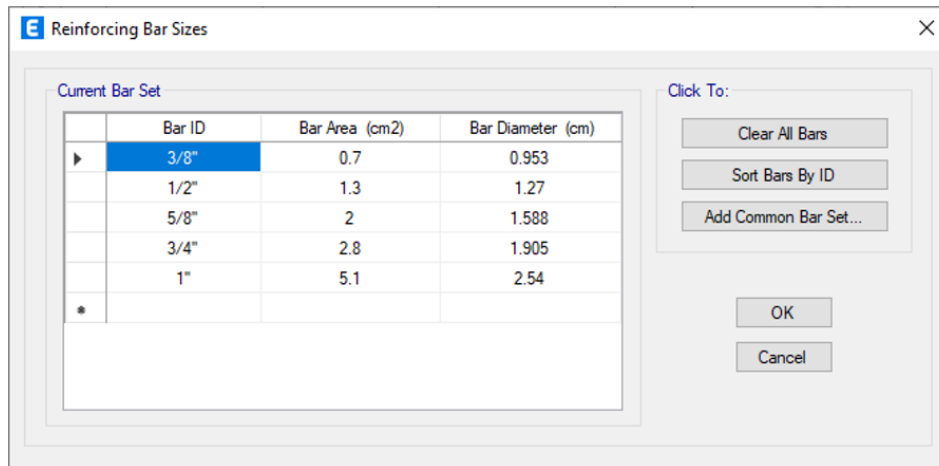 E Reinforcing Bar Sizes
Current Bar Set
Bar ID Bar Area (cm2) Bar Diameter (cm)
3/8" 0.7 0.953
1/2" 1.3 1.27
5/8" 2 1.588
3/4" 2.8 1.905
1" 5.1 2.54
*
Click To:
Clear All Bars
Sort Bars By ID
Add Common Bar Set...
OK
Cancel